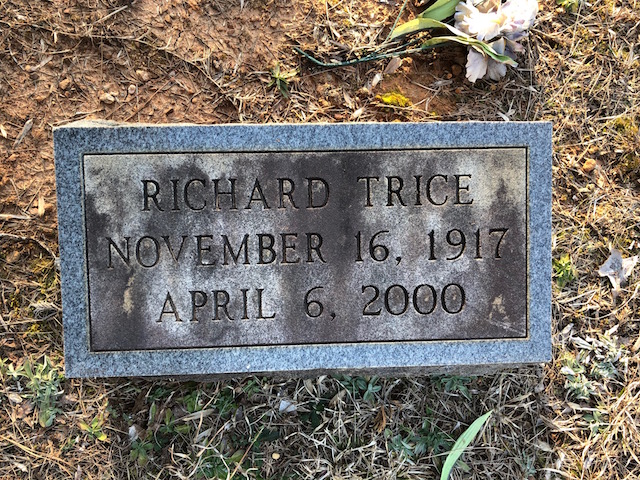 RICHARD TRICE
NOVEMBER 16, 1917
APRIL 6, 2000